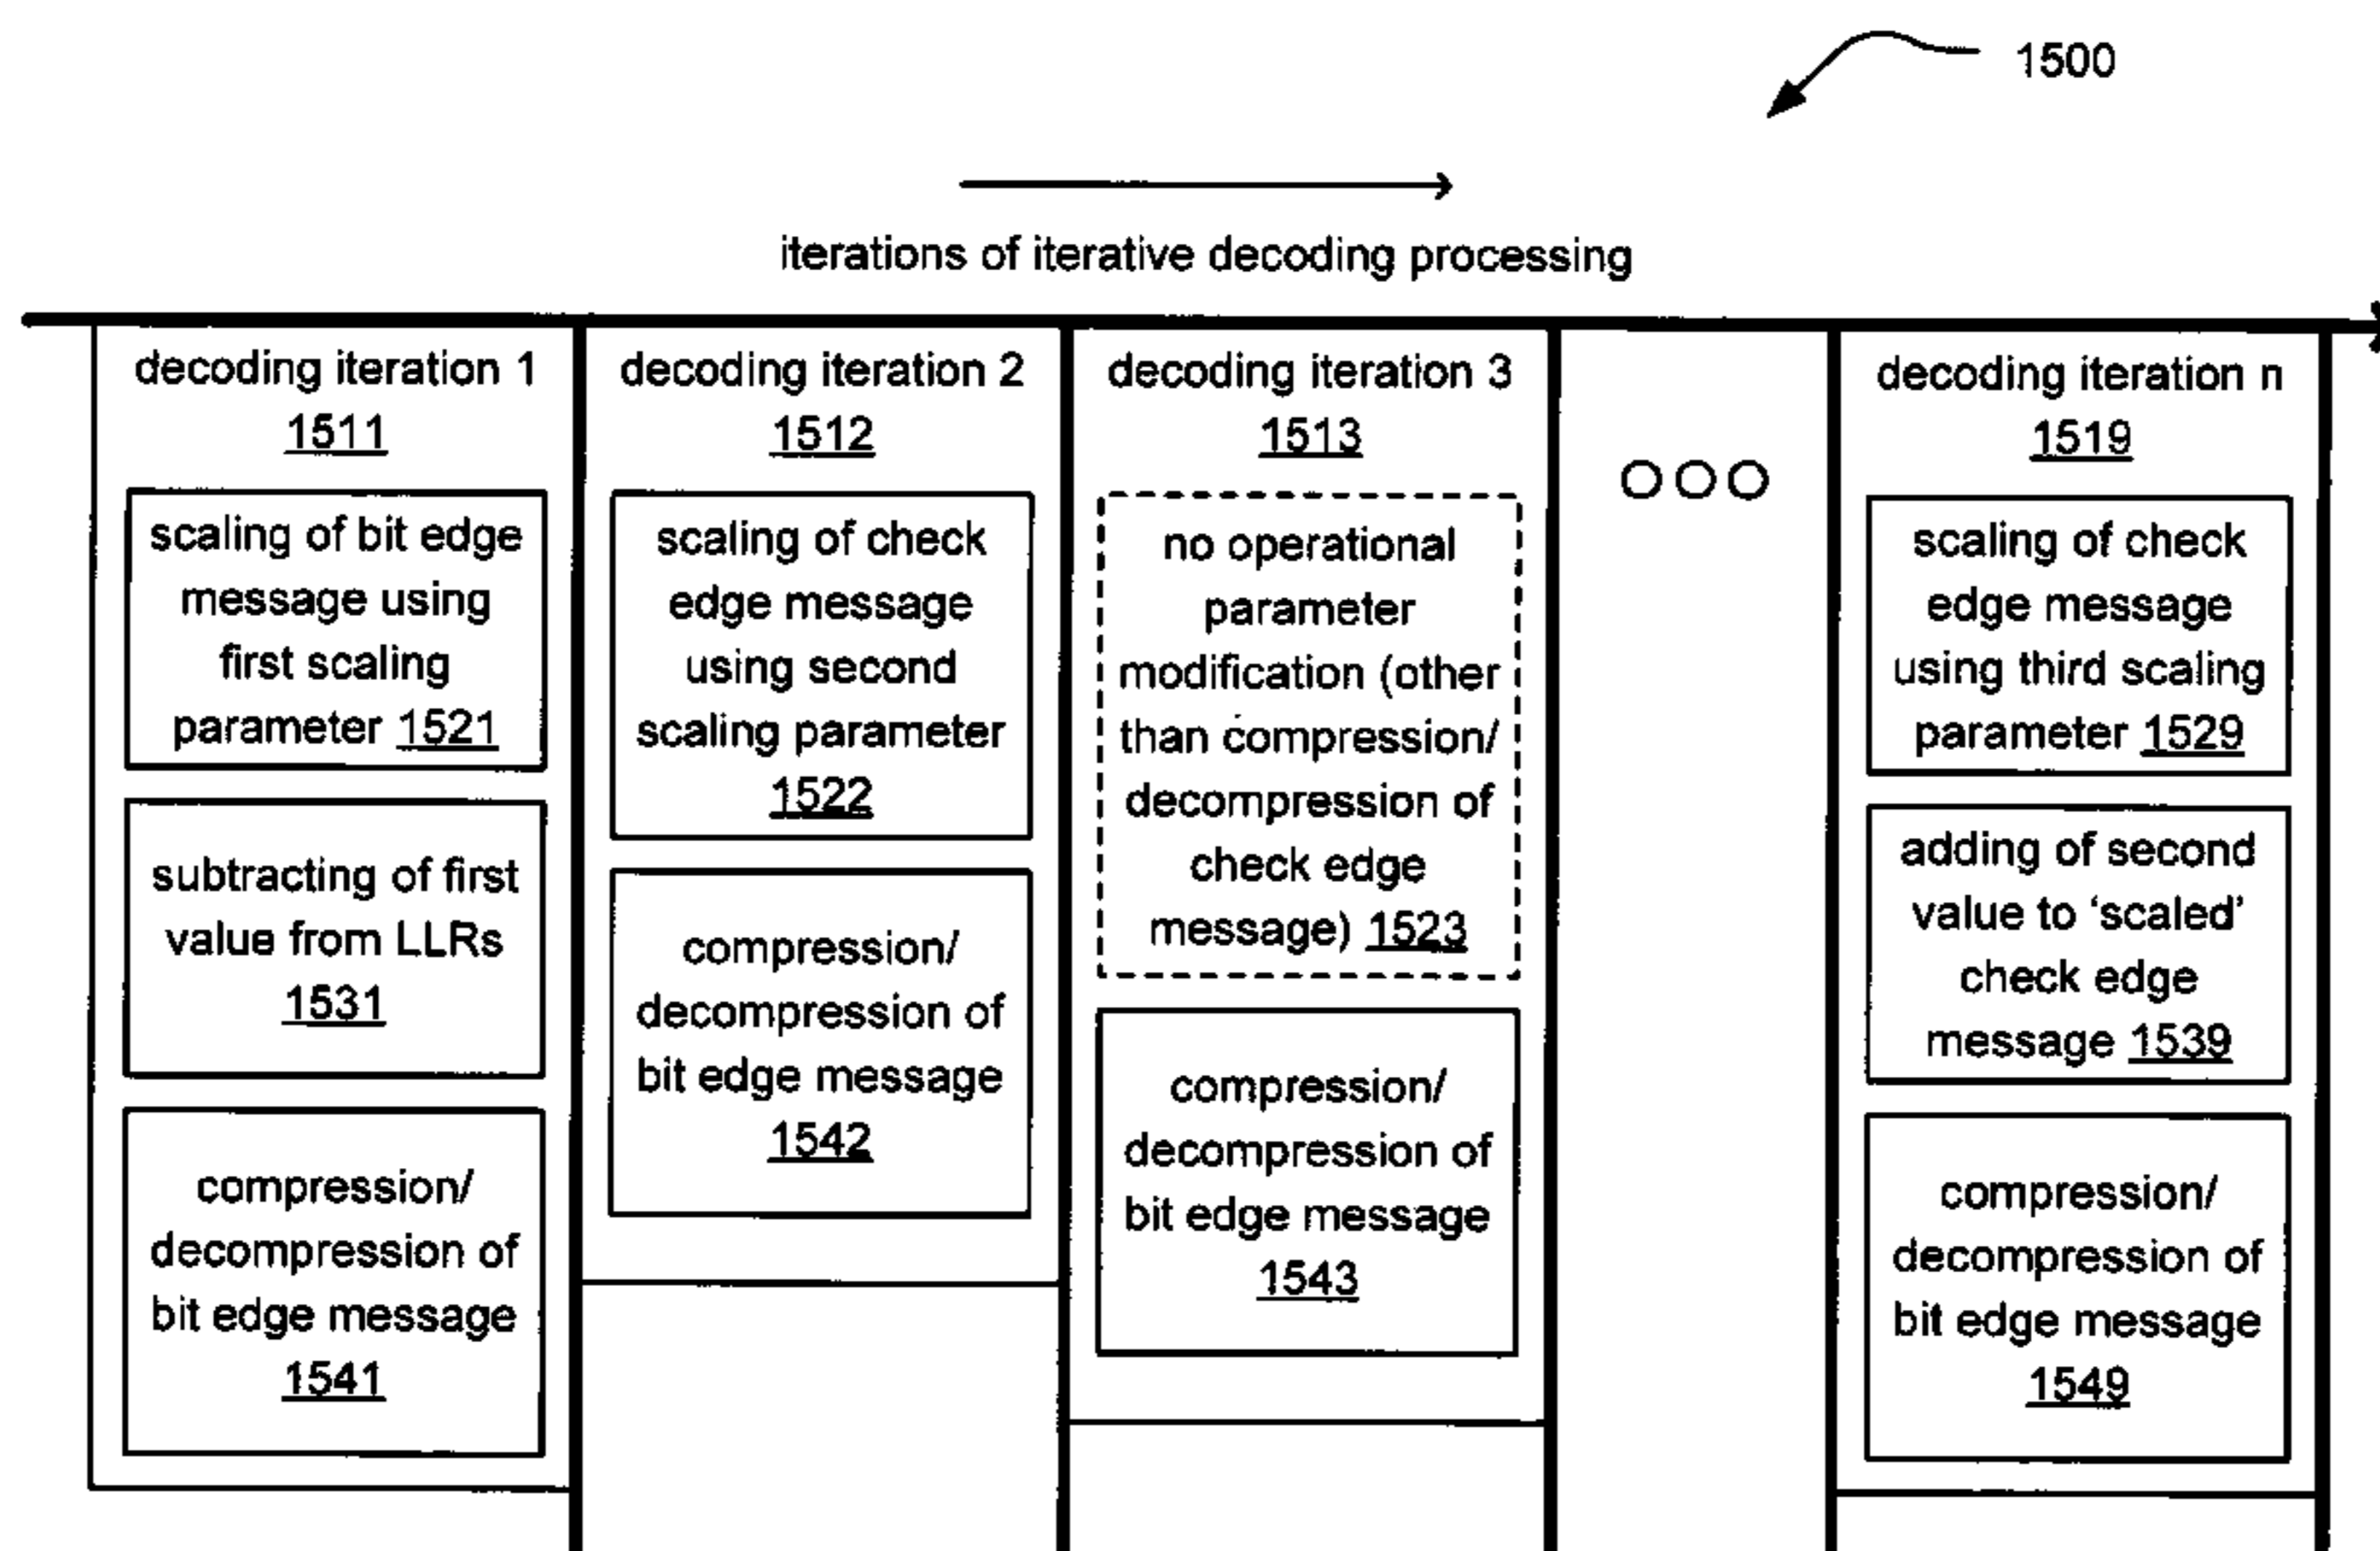 1500
iterations of iterative decoding processing
decoding iteration 1
1511
scaling of bit edge
message using
first scaling
parameter 1521
subtracting of first
value from LLRs
1531
compression/
decompression of
bit edge message
1541
decoding iteration 2
1512
scaling of check
edge message
using second
scaling parameter
1522
compression/
decompression of
bit edge message
1542
decoding iteration 3
1513
no operational
parameter
modification (other
than compression/
decompression of
check edge
message) 1523
compression/
decompression of
bit edge message
1543
decoding iteration n
1519
scaling of check
edge message
using third scaling
parameter 1529
adding of second
value to ‘scaled’
check edge
message 1539
compression/
decompression of
bit edge message
1549